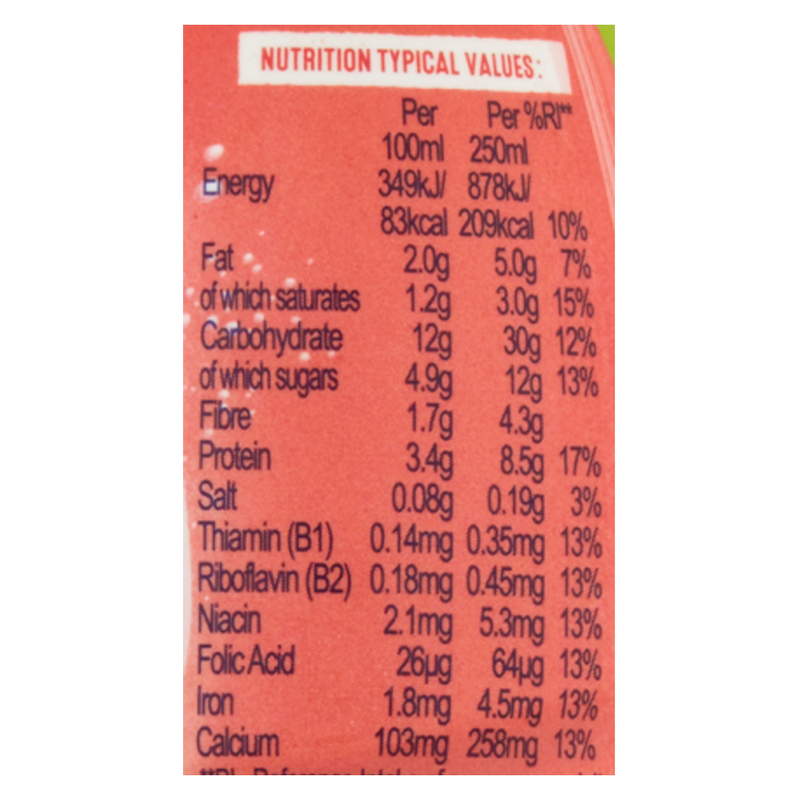 NUTRITION TYPICAL VALUES:
Per Per %RI**
100ml 250ml
Energy 349kJ/ 878kJ/
83kcal 209kcal 10%
Fat 2.0g 5.0g 7%
of which saturates 1.2g 3.0g 15%
Carbohydrate 12g 30g 12%
of which sugars 4.9g 12g 13%
Fibre 1.7g 4.3g
Protein 3.4g 8.5g 17%
Salt 0.08g 0.19g 3%
Thiamin (B1) 0.14mg 0.35mg 13%
Riboflavin (B2) 0.18mg 0.45mg 13%
Niacin 2.1mg 5.3mg 13%
Folic Acid 26µg 64µg 13%
Iron 1.8mg 4.5mg 13%
Calcium 103mg 258mg 13%